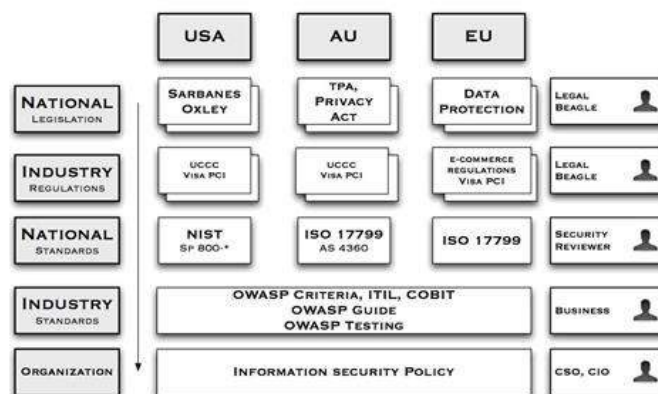 USA AU EU
NATIONAL LEGISLATION SARBANES OXLEY TPA, PRIVACY ACT DATA PROTECTION LEGAL BEAGLE
INDUSTRY REGULATIONS UCCC VISA PCI UCCC VISA PCI E-COMMERCE REGULATIONS VISA PCI LEGAL BEAGLE
NATIONAL STANDARDS NIST SP 800-* ISO 17799 AS 4360 ISO 17799 SECURITY REVIEWER
INDUSTRY STANDARDS OWASP CRITERIA, ITIL, COBIT OWASP GUIDE OWASP TESTING BUSINESS
ORGANIZATION INFORMATION SECURITY POLICY CSO, CIO